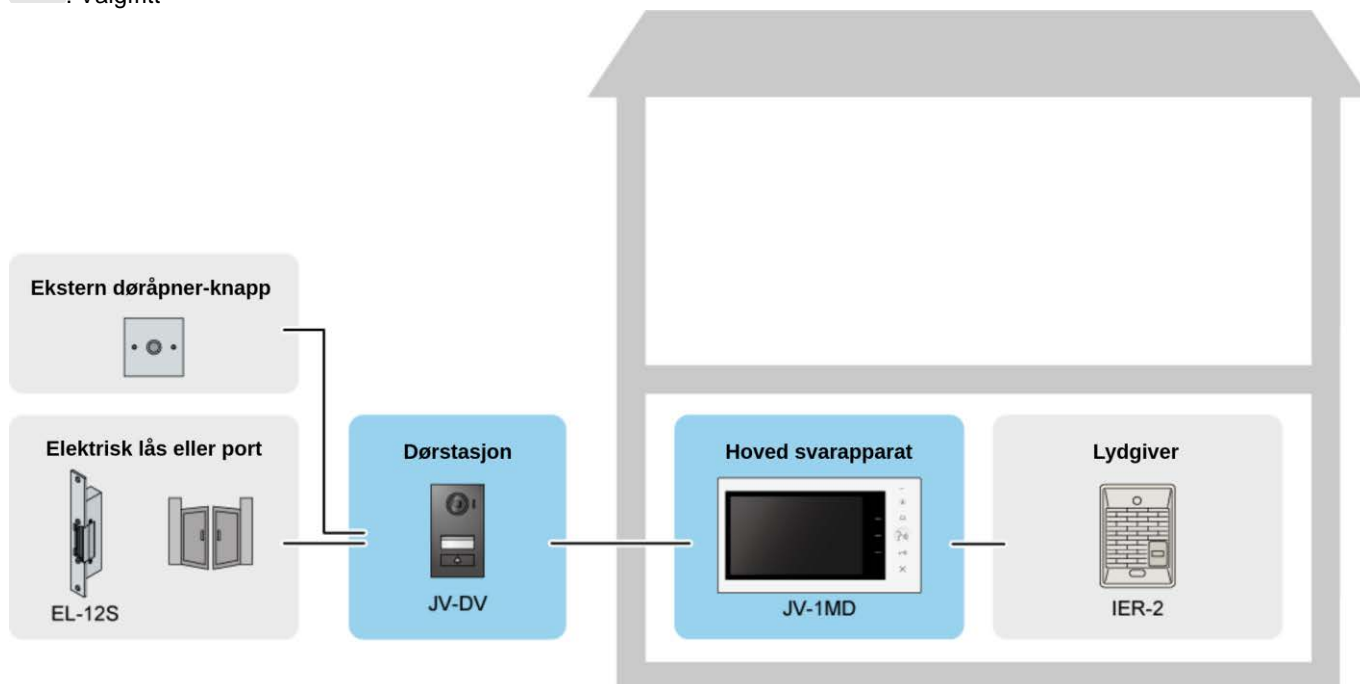 : Valgfritt
Ekstern døråpner-knapp
Elektrisk lås eller port
EL-12S
Dørstasjon
JV-DV
Hoved svarapparat
JV-1MD
Lydgiver
IER-2